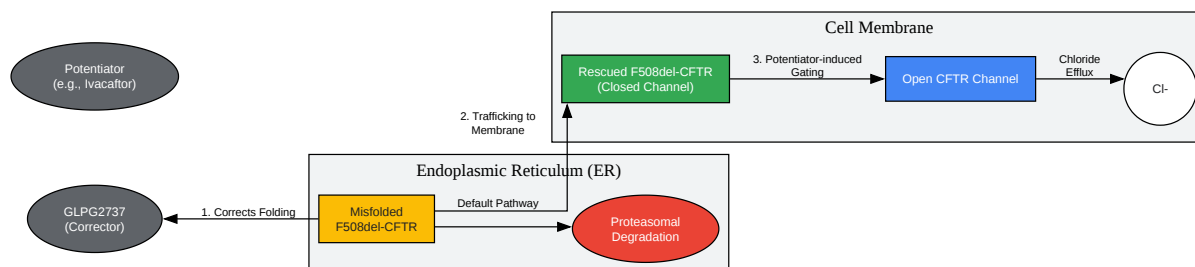 Cell Membrane
Potentiator
(e.g., Ivacaftor)
Rescued F508del-CFTR
(Closed Channel)
3. Potentiator-induced
Gating
Open CFTR Channel
Chloride
Efflux
Cl-
2. Trafficking to
Membrane
Endoplasmic Reticulum (ER)
GLPG2737
(Corrector)
1. Corrects Folding
Misfolded
F508del-CFTR
Default Pathway
Proteasomal
Degradation